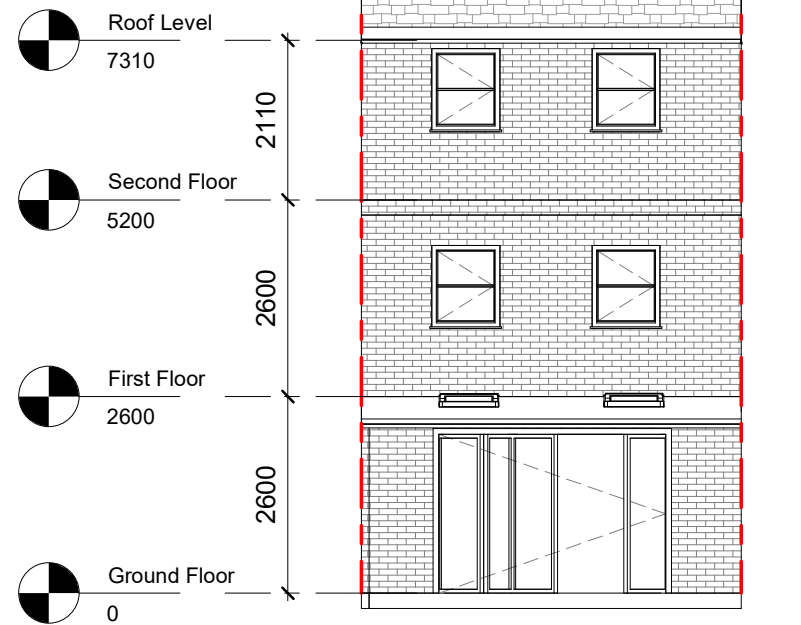 Roof Level
7310
2110
Second Floor
5200
2600
First Floor
2600
2600
Ground Floor
0